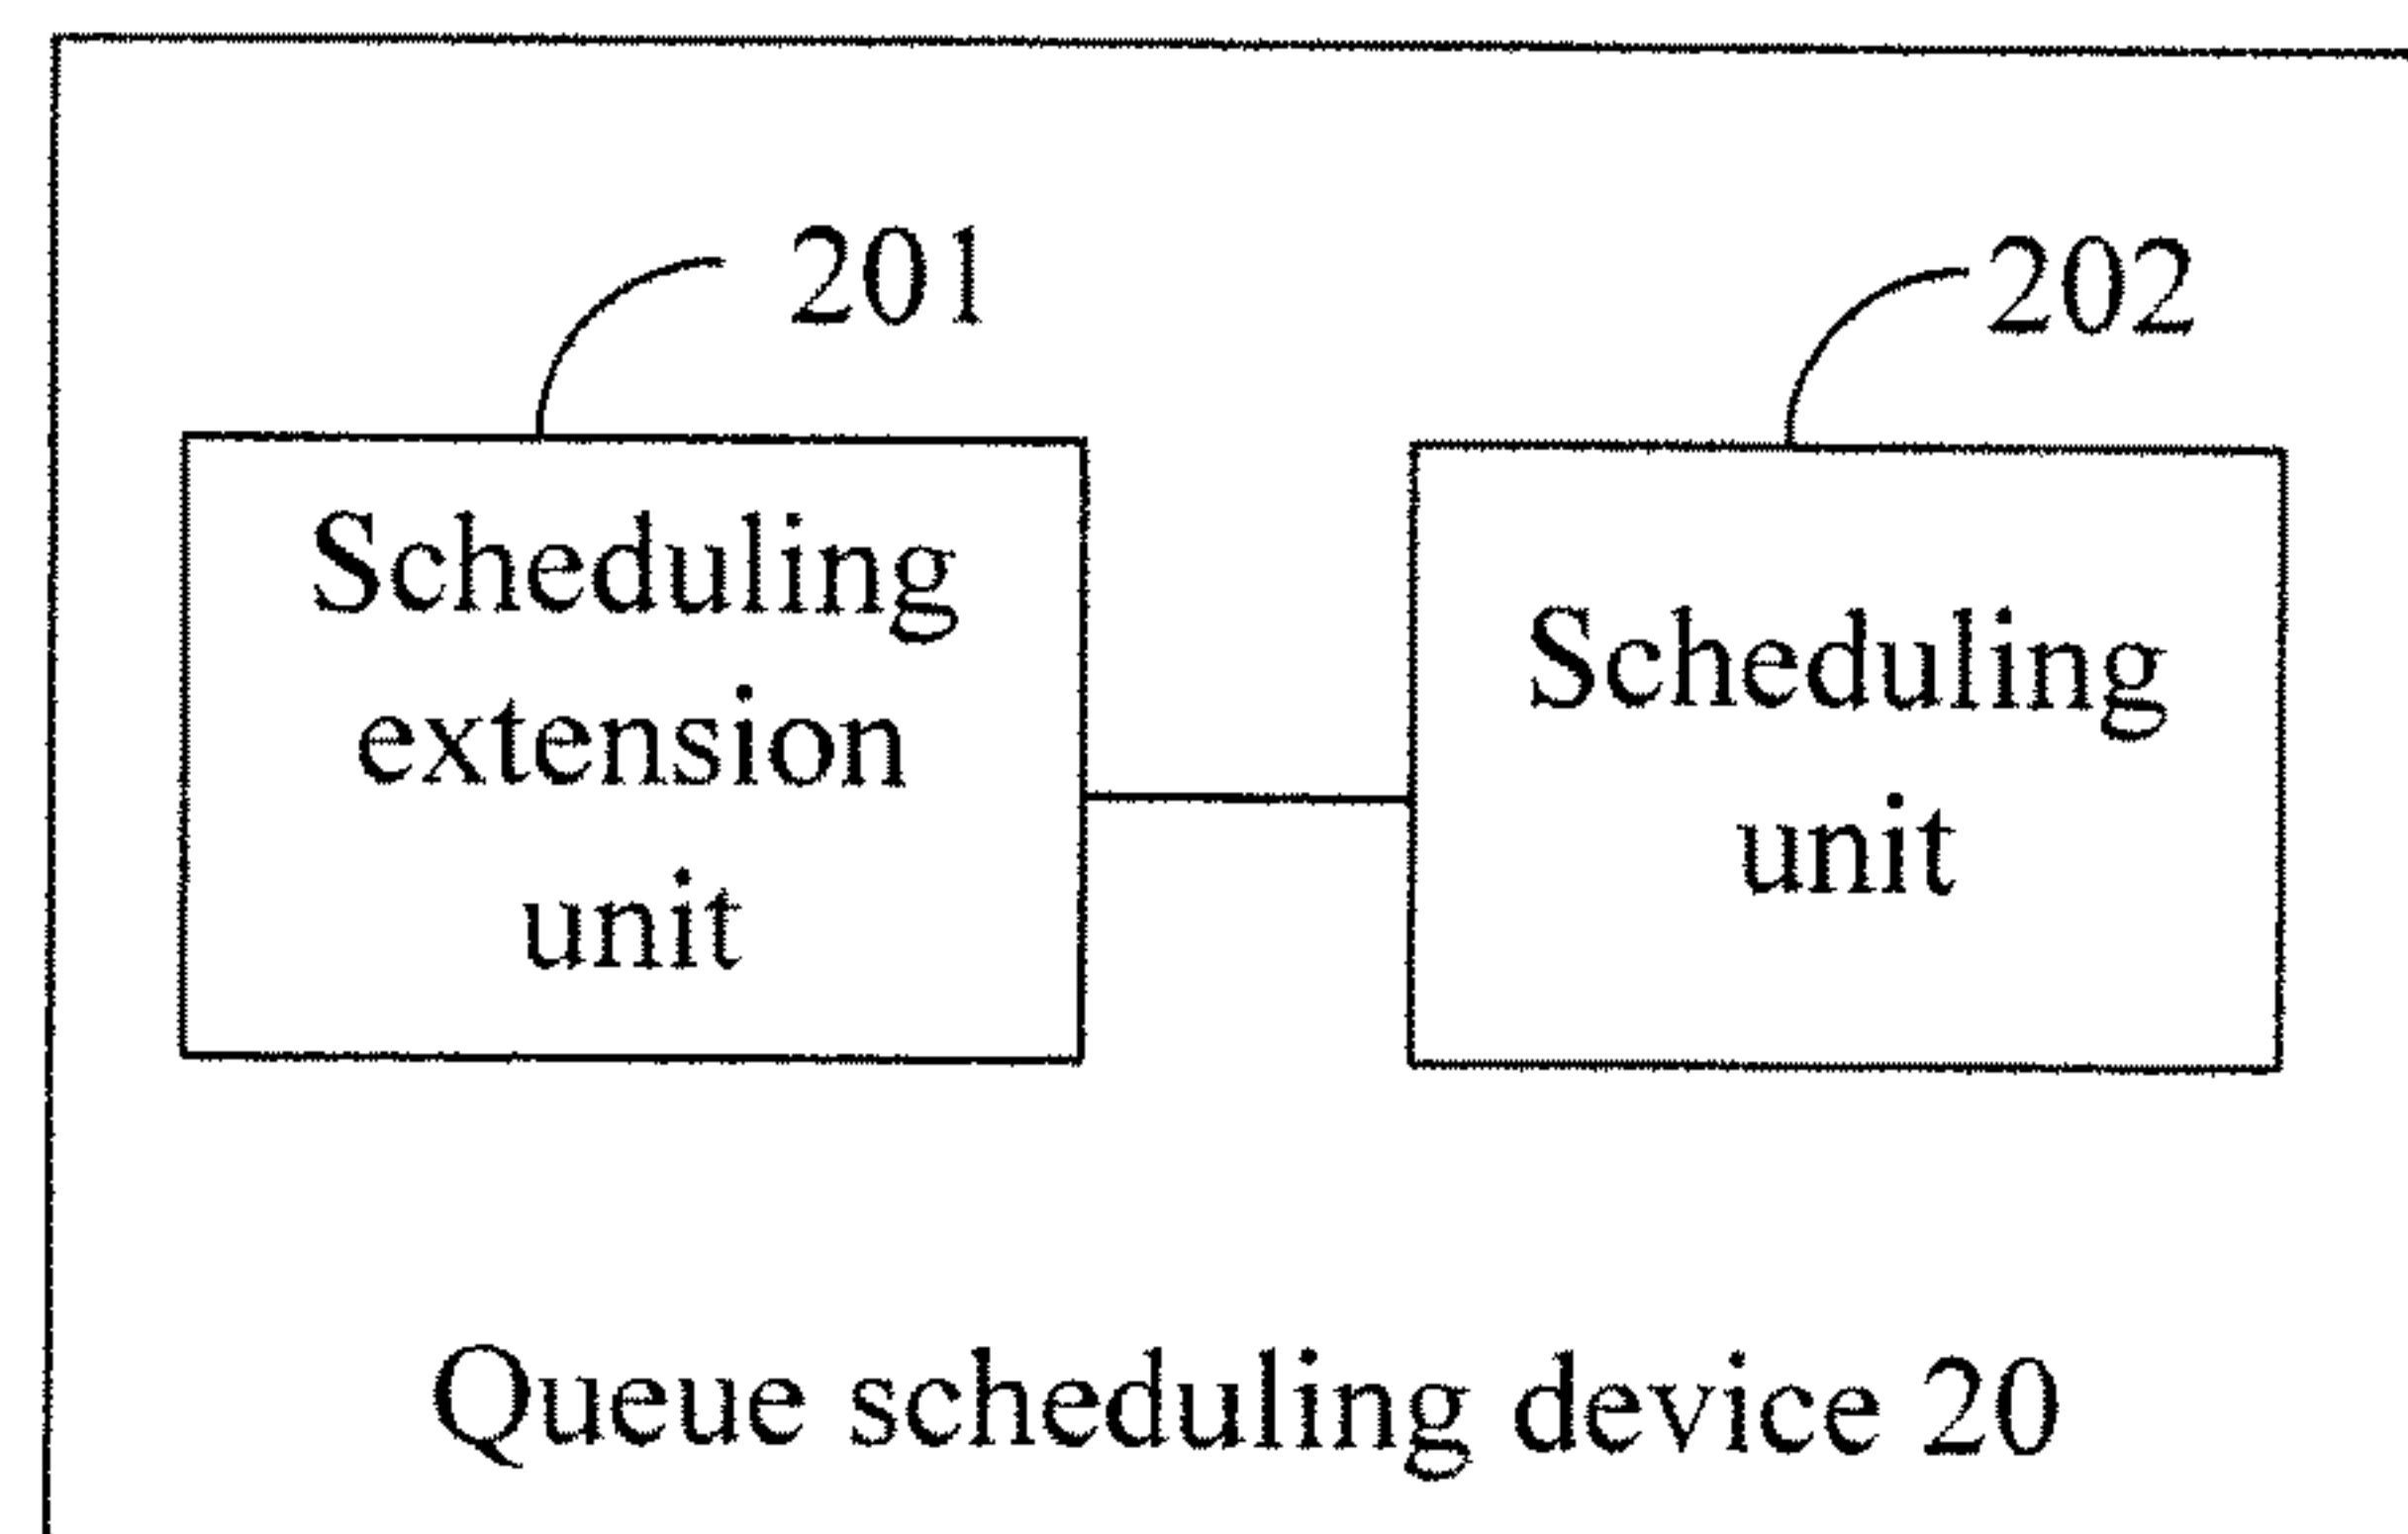 201
202
Scheduling
extension
unit
Scheduling
unit
Queue scheduling device 20